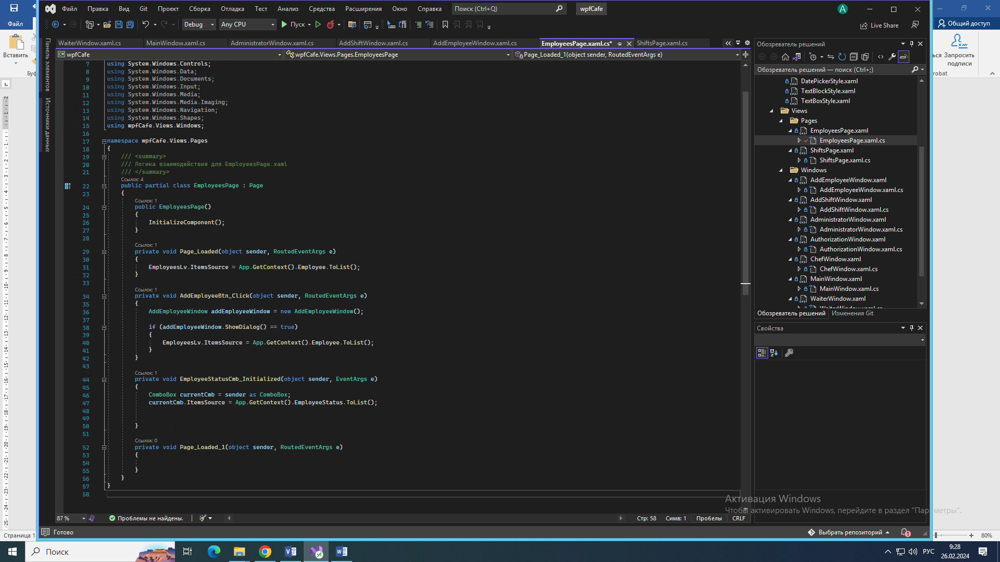 Файл
Правка
Вид
Git
Проект
Сборка
Отладка
Тест
Анализ
Средства
Расширения
Окно
Справка
Поиск (Ctrl+Q)
wpfCafe
A
Файл
Общий доступ
Debug
Any CPU
Пуск
Live Share
Вставить
Буф
ься
Запросить
подписи
robat
Панель элементов
Источники данных
WaiterWindow.xaml.cs
MainWindow.xaml.cs
AdministratorWindow.xaml.cs
AddShiftWindow.xaml.cs
AddEmployeeWindow.xaml.cs
EmployeesPage.xaml.cs*
ShiftsPage.xaml.cs
wpfCafe
wpfCafe.Views.Pages.EmployeesPage
Page_Loaded_1(object sender, RoutedEventArgs e)
7 using System.Windows.Controls;
8 using System.Windows.Data;
9 using System.Windows.Documents;
10 using System.Windows.Input;
11 using System.Windows.Media;
12 using System.Windows.Media.Imaging;
13 using System.Windows.Navigation;
14 using System.Windows.Shapes;
15 using wpfCafe.Views.Windows;
16
17 namespace wpfCafe.Views.Pages
18 {
19 /// <summary>
20 /// Логика взаимодействия для EmployeesPage.xaml
21 /// </summary>
Ссылок: 4
22 public partial class EmployeesPage : Page
23 {
Ссылок: 1
24 public EmployeesPage()
25 {
26 InitializeComponent();
27 }
28
Ссылок: 1
29 private void Page_Loaded(object sender, RoutedEventArgs e)
30 {
31 EmployeesLv.ItemsSource = App.GetContext().Employee.ToList();
32 }
33
Ссылок: 1
34 private void AddEmployeeBtn_Click(object sender, RoutedEventArgs e)
35 {
36 AddEmployeeWindow addEmployeeWindow = new AddEmployeeWindow();
37
38 if (addEmployeeWindow.ShowDialog() == true)
39 {
40 EmployeesLv.ItemsSource = App.GetContext().Employee.ToList();
41 }
42 }
43
Ссылок: 1
44 private void EmployeeStatusCmb_Initialized(object sender, EventArgs e)
45 {
46 ComboBox currentCmb = sender as ComboBox;
47 currentCmb.ItemsSource = App.GetContext().EmployeeStatus.ToList();
48
49
50 }
51
Ссылок: 0
52 private void Page_Loaded_1(object sender, RoutedEventArgs e)
53 {
54
55 }
56 }
57 }
58
Обозреватель решений
Обозреватель решений — поиск (Ctrl+;)
DatePickerStyle.xaml
TextBlockStyle.xaml
TextBoxStyle.xaml
Views
Pages
EmployeesPage.xaml
EmployeesPage.xaml.cs
ShiftsPage.xaml
ShiftsPage.xaml.cs
Windows
AddEmployeeWindow.xaml
AddEmployeeWindow.xaml.cs
AddShiftWindow.xaml
AddShiftWindow.xaml.cs
AdministratorWindow.xaml
AdministratorWindow.xaml.cs
AuthorizationWindow.xaml
AuthorizationWindow.xaml.cs
ChefWindow.xaml
ChefWindow.xaml.cs
MainWindow.xaml
MainWindow.xaml.cs
WaiterWindow.xaml
WaiterWindow.xaml.cs
Обозреватель решений
Изменения Git
Свойства
Активация Windows
Чтобы активировать Windows, перейдите в раздел "Параметры".
87 %
Проблемы не найдены.
Стр: 58
Симв: 1
Пробелы
CRLF
Готово
Выбрать репозиторий
1
Страница 1
80%
Поиск
РУС
9:28
26.02.2024